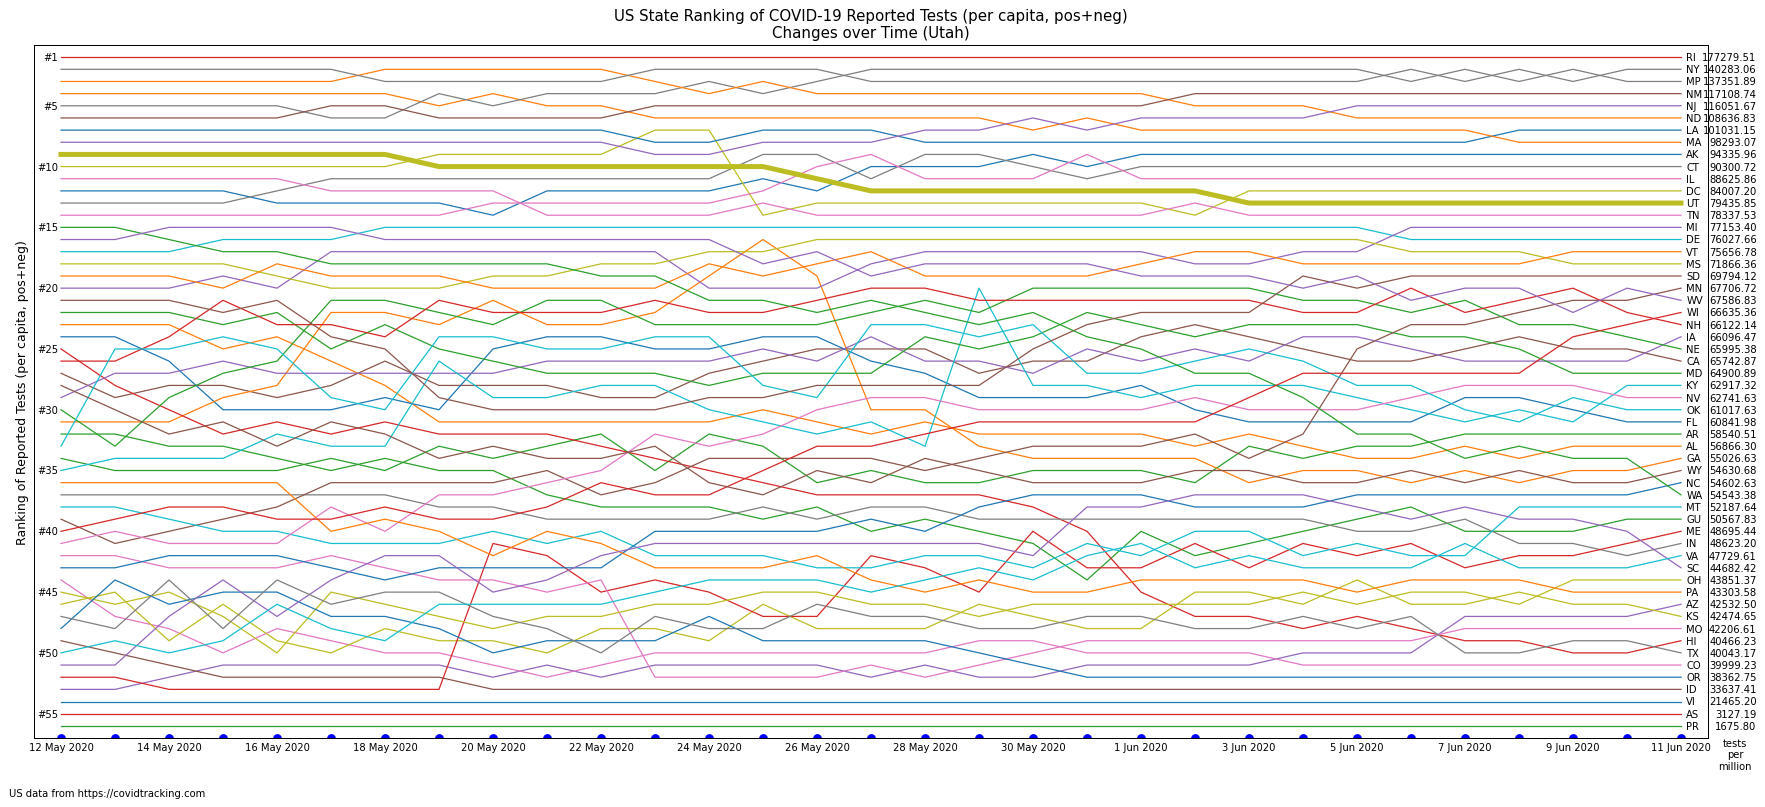 US State Ranking of COVID-19 Reported Tests (per capita, pos+neg)
Changes over Time (Utah)
Ranking of Reported Tests (per capita, pos+neg)
#1
#5
#10
#15
#20
#25
#30
#35
#40
#45
#50
#55
RI 177279.51
NY 140283.06
MP 137351.89
NM 117108.74
NJ 116051.67
ND 108636.83
LA 101031.15
MA 98293.07
AK 94335.96
CT 90300.72
IL 88625.86
DC 84007.20
UT 79435.85
TN 78337.53
MI 77153.40
DE 76027.66
VT 75656.78
MS 71866.36
SD 69794.12
MN 67706.72
WV 67586.83
WI 66635.36
NH 66122.14
IA 66096.47
NE 65995.38
CA 65742.87
MD 64900.89
KY 62917.32
NV 62741.63
OK 61017.63
FL 60841.98
AR 58540.51
AL 56866.30
GA 55026.63
WY 54630.68
NC 54602.63
WA 54543.38
MT 52187.64
GU 50567.83
ME 48695.44
IN 48623.20
VA 47729.61
SC 44682.42
OH 43851.37
PA 43303.58
AZ 42532.50
KS 42474.65
MO 42206.61
HI 40466.23
TX 40043.17
CO 39999.23
OR 38362.75
ID 33637.41
VI 21465.20
AS 3127.19
PR 1675.80
12 May 2020
14 May 2020
16 May 2020
18 May 2020
20 May 2020
22 May 2020
24 May 2020
26 May 2020
28 May 2020
30 May 2020
1 Jun 2020
3 Jun 2020
5 Jun 2020
7 Jun 2020
9 Jun 2020
11 Jun 2020
tests
per
million
US data from https://covidtracking.com